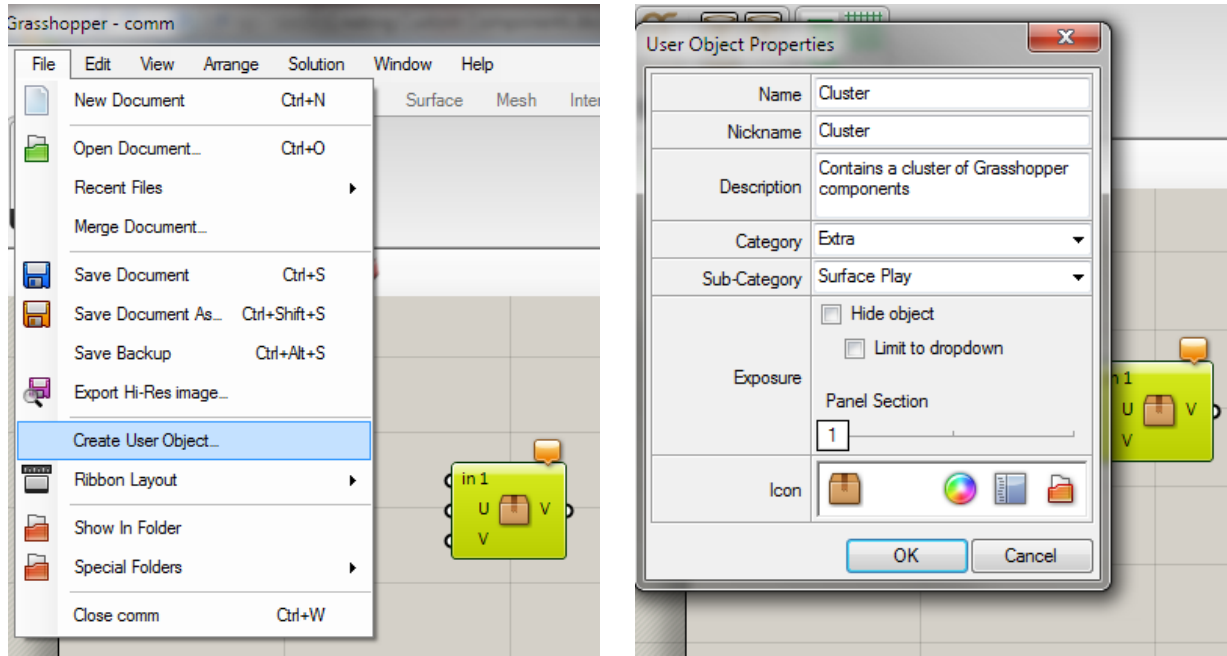 Grasshopper - comm
File Edit View Arrange Solution Window Help
New Document Ctrl+N
Surface Mesh
Open Document... Ctrl+O
Recent Files
Merge Document...
Save Document Ctrl+S
Save Document As... Ctrl+Shift+S
Save Backup Ctrl+Alt+S
Export Hi-Res image...
Create User Object...
Ribbon Layout
Show In Folder
Special Folders
Close comm Ctrl+W
in 1
U V
V
User Object Properties
Name Cluster
Nickname Cluster
Description Contains a cluster of Grasshopper
components
Category Extra
Sub-Category Surface Play
Hide object
Limit to dropdown
Exposure
Panel Section
1
Icon
OK Cancel
1
U V
V